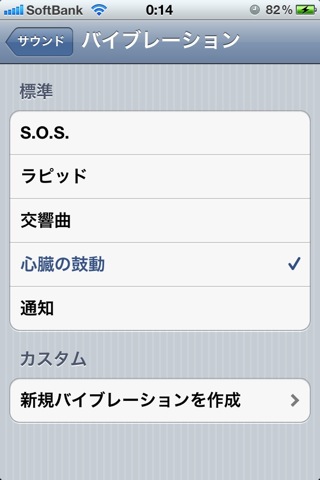 SoftBank 0:14 82%
サウンド バイブレーション
標準
S.O.S.
ラピッド
交響曲
心臓の鼓動
通知
カスタム
新規バイブレーションを作成